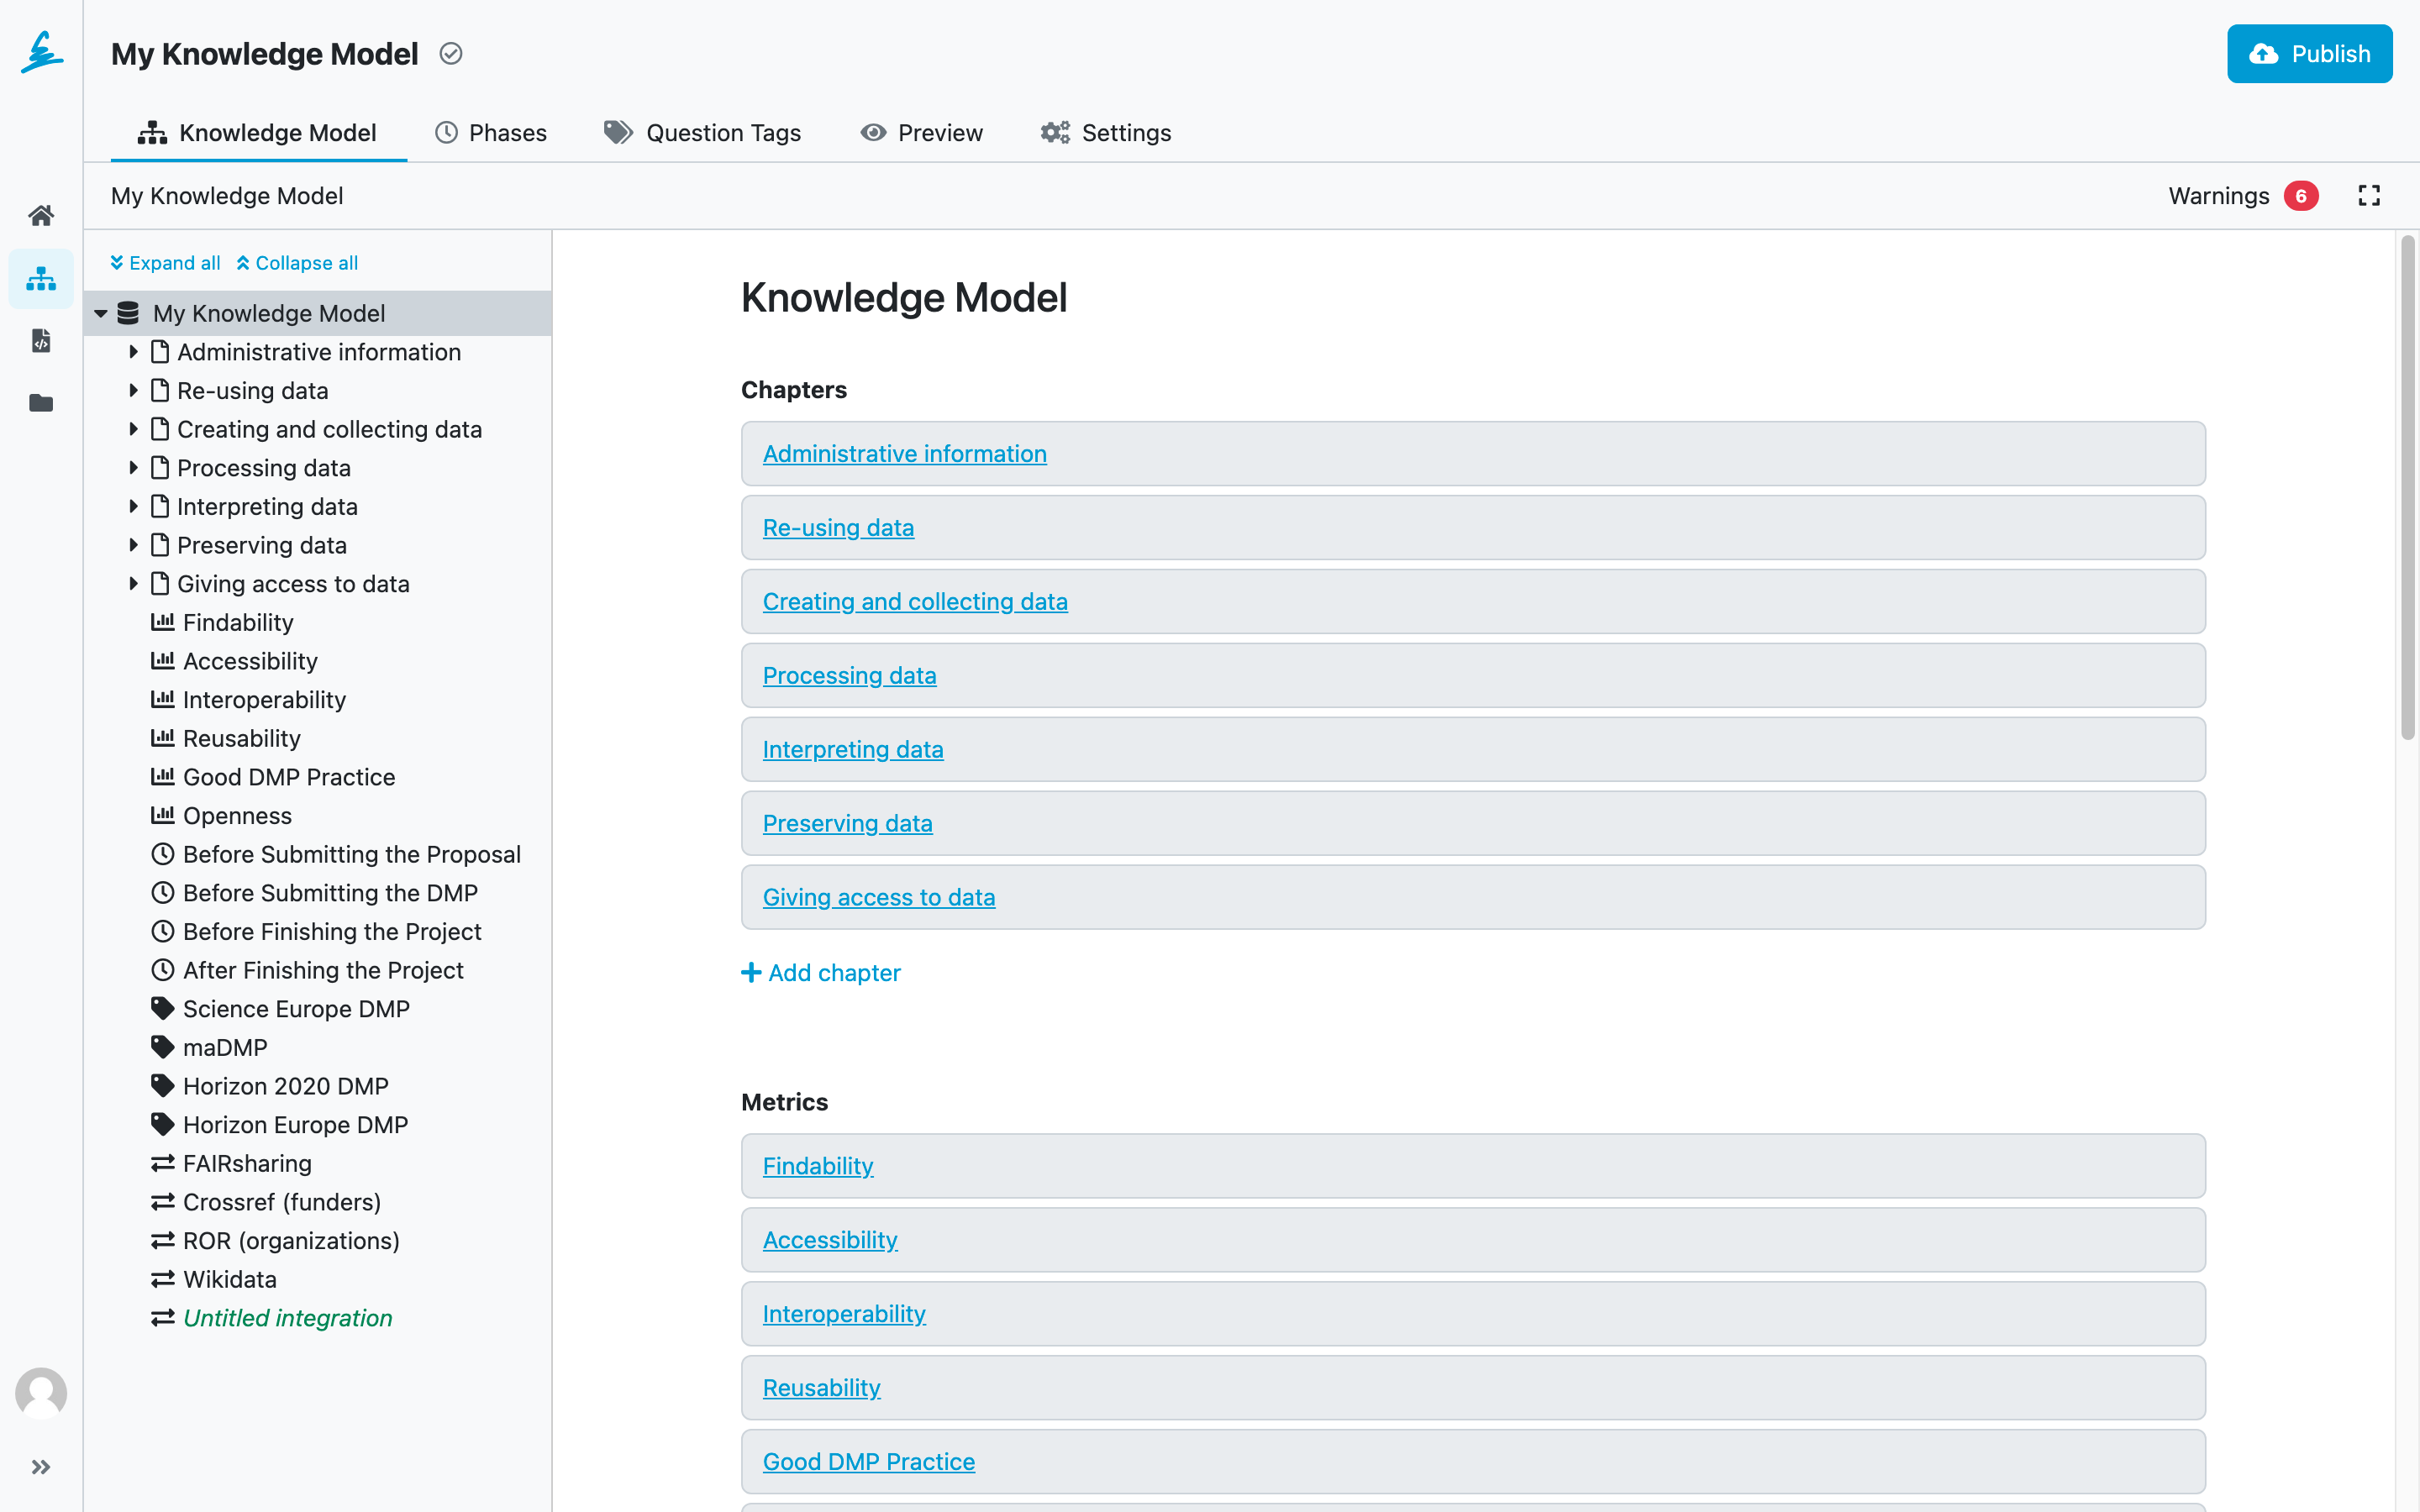 My Knowledge Model
Publish
Knowledge Model
Phases
Question Tags
Preview
Settings
My Knowledge Model
Warnings 6
Expand all
Collapse all
My Knowledge Model
Administrative information
Re-using data
Creating and collecting data
Processing data
Interpreting data
Preserving data
Giving access to data
Findability
Accessibility
Interoperability
Reusability
Good DMP Practice
Openness
Before Submitting the Proposal
Before Submitting the DMP
Before Finishing the Project
After Finishing the Project
Science Europe DMP
maDMP
Horizon 2020 DMP
Horizon Europe DMP
FAIRsharing
Crossref (funders)
ROR (organizations)
Wikidata
Untitled integration
Knowledge Model
Chapters
Administrative information
Re-using data
Creating and collecting data
Processing data
Interpreting data
Preserving data
Giving access to data
Add chapter
Metrics
Findability
Accessibility
Interoperability
Reusability
Good DMP Practice